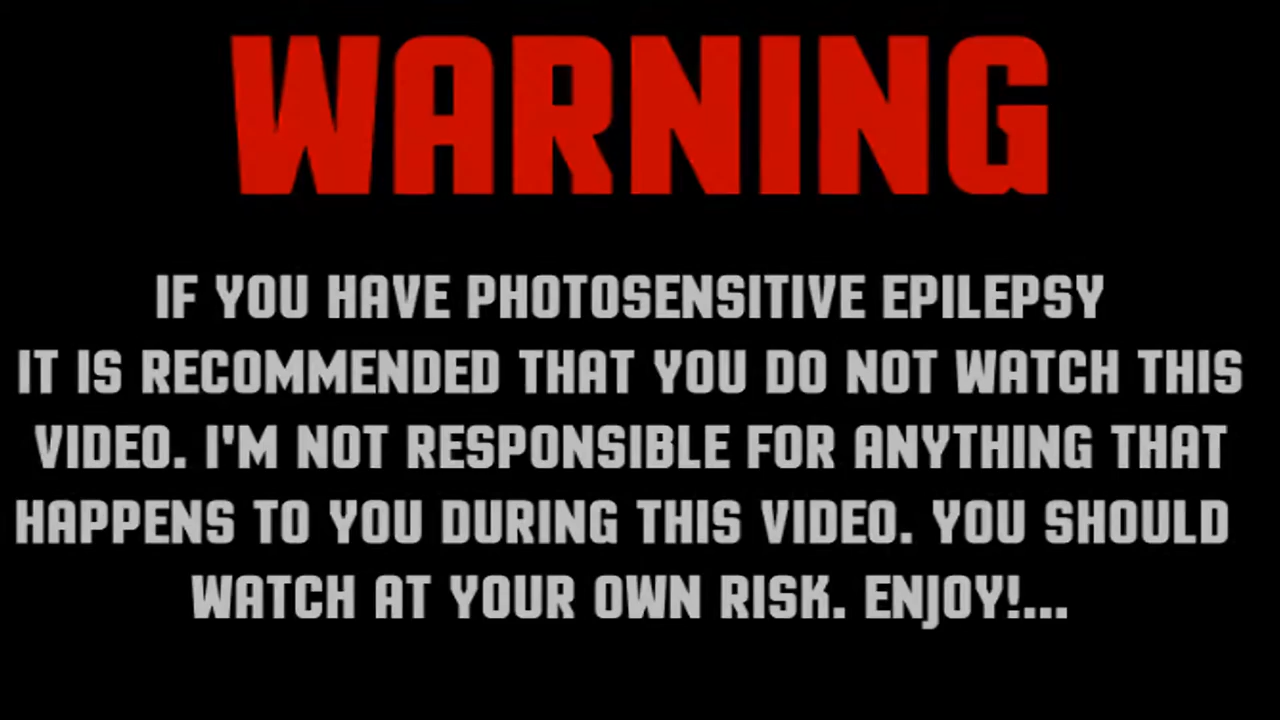 WARNING
IF YOU HAVE PHOTOSENSITIVE EPILEPSY
IT IS RECOMMENDED THAT YOU DO NOT WATCH THIS
VIDEO. I'M NOT RESPONSIBLE FOR ANYTHING THAT
HAPPENS TO YOU DURING THIS VIDEO. YOU SHOULD
WATCH AT YOUR OWN RISK. ENJOY!...